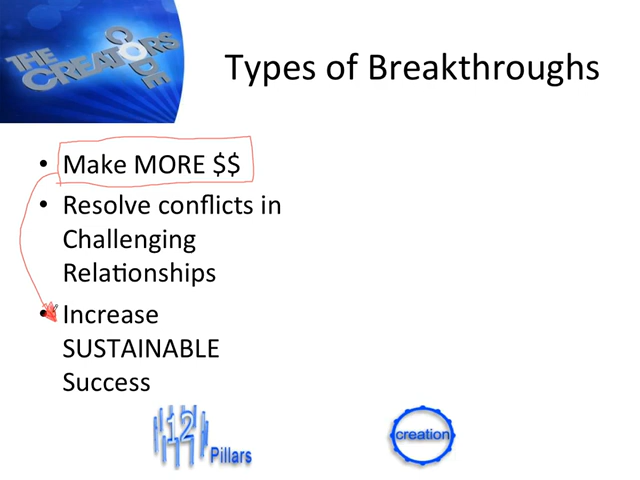 THE
CREATORS
CODE
Types of Breakthroughs
• Make MORE $$
• Resolve conflicts in
Challenging
Relationships
• Increase
SUSTAINABLE
Success
12
Pillars
creation